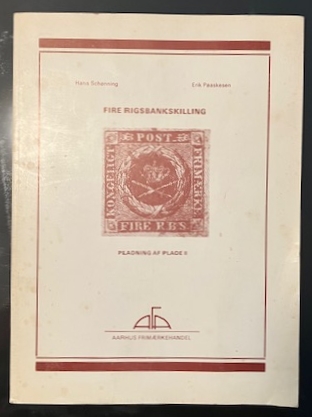 Hans Schønning Erik Paaskesen
FIRE RIGSBANKSKILLING
KONGELIGT POST FRIMÆRKE
FIRE R.B.S.
PLADNING AF PLADE II
AARHUS FRIMÆRKEHANDEL